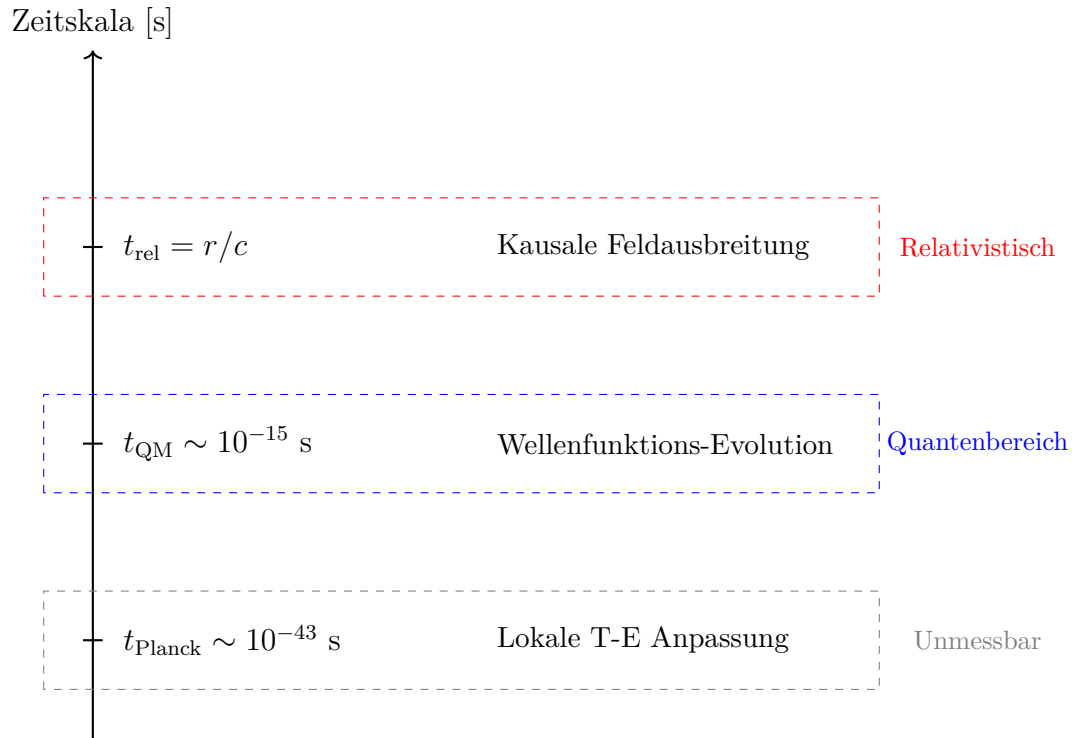 Zeitskala [s]
t_rel = r/c Kausale Feldausbreitung Relativistisch
t_QM ∼ 10⁻¹⁵ s Wellenfunktions-Evolution Quantenbereich
t_Planck ∼ 10⁻⁴³ s Lokale T-E Anpassung Unmessbar